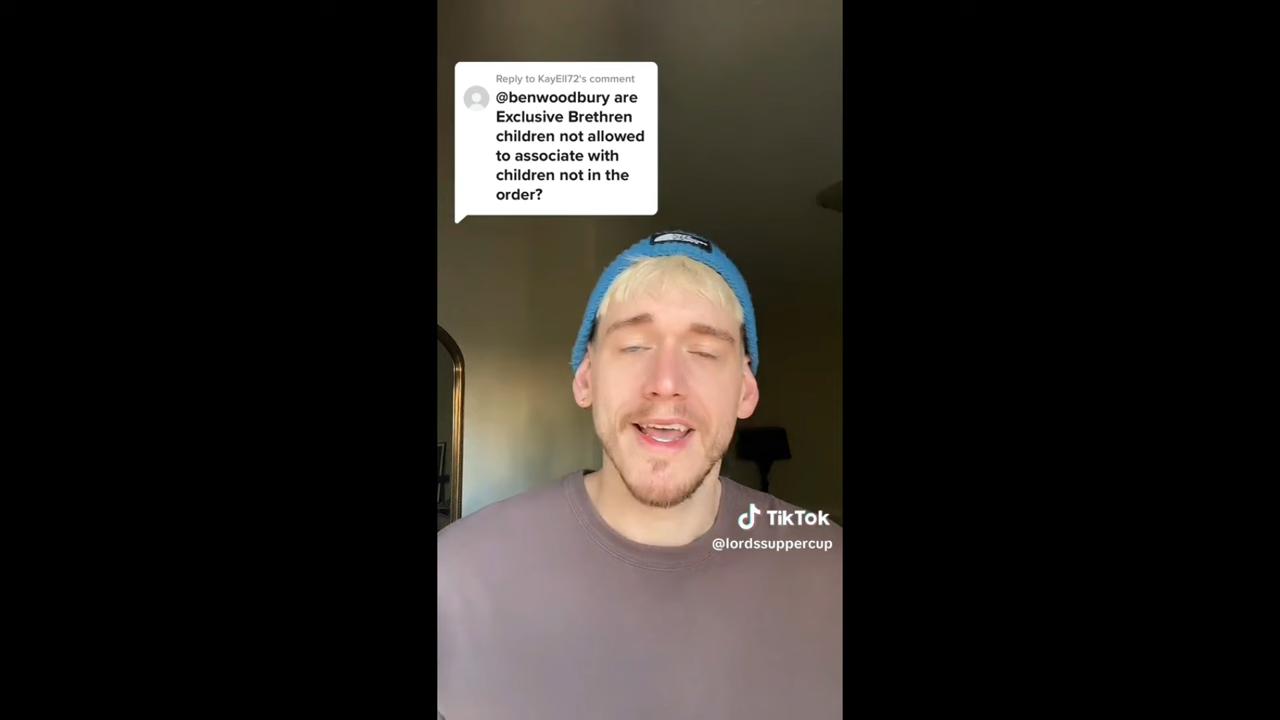 Reply to KayEll72's comment
@benwoodbury are
Exclusive Brethren
children not allowed
to associate with
children not in the
order?
TikTok
@lordssuppercup